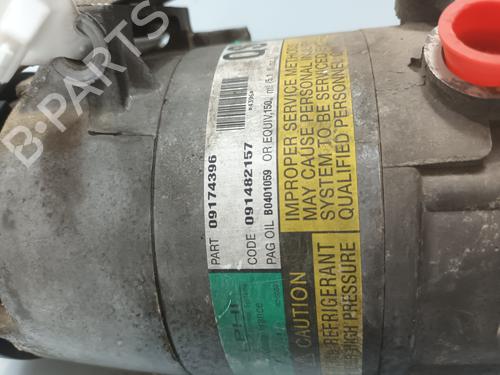 B-PARTS
PART 09174396
CODE 091482157
PAG OIL B0401059 OR EQUIV, 150 ml
IMPROPER SERVICE METHODS
MAY CAUSE PERSONAL INJURY
SYSTEM TO BE SERVICED BY
QUALIFIED PERSONNEL
CAUTION
REFRIGERANT
HIGH PRESSURE